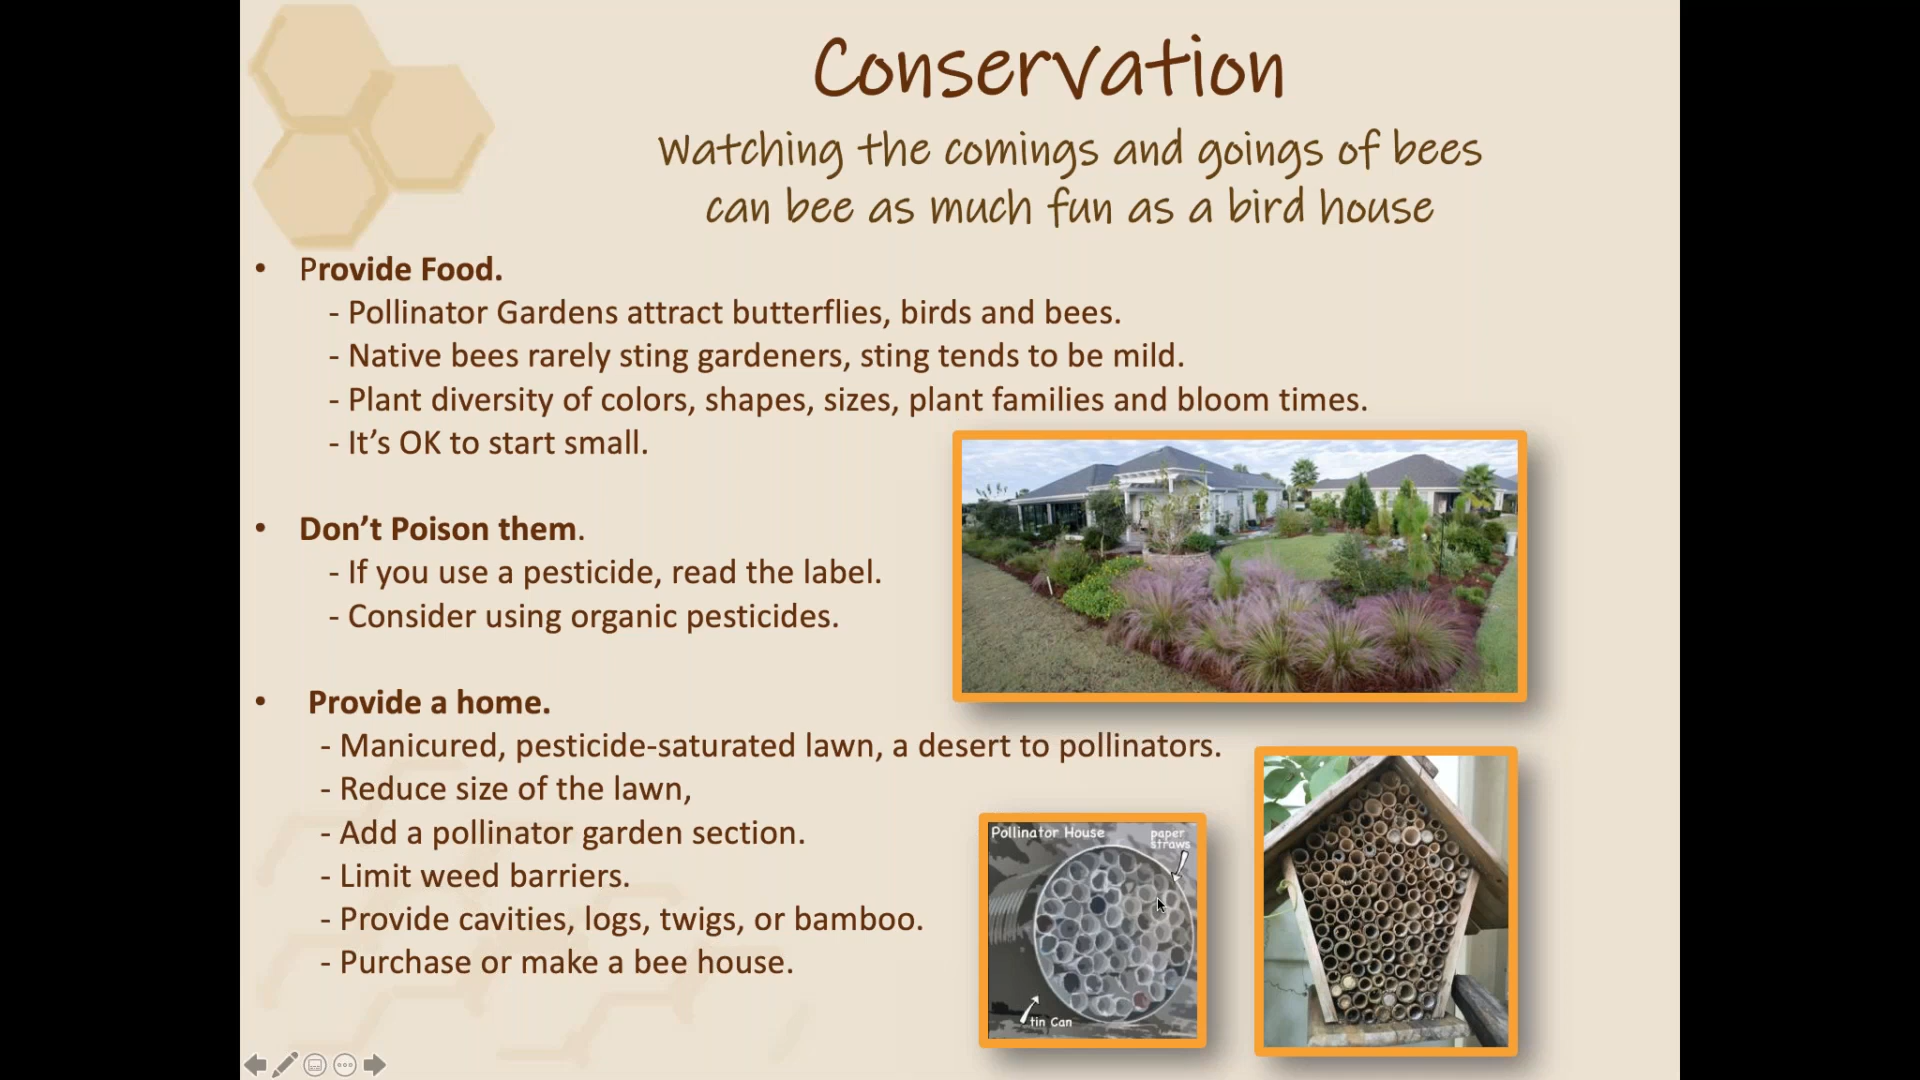 Conservation
Watching the comings and goings of bees
can bee as much fun as a bird house
• Provide Food.
- Pollinator Gardens attract butterflies, birds and bees.
- Native bees rarely sting gardeners, sting tends to be mild.
- Plant diversity of colors, shapes, sizes, plant families and bloom times.
- It’s OK to start small.
• Don’t Poison them.
- If you use a pesticide, read the label.
- Consider using organic pesticides.
• Provide a home.
- Manicured, pesticide-saturated lawn, a desert to pollinators.
- Reduce size of the lawn,
- Add a pollinator garden section.
- Limit weed barriers.
- Provide cavities, logs, twigs, or bamboo.
- Purchase or make a bee house.
Pollinator House
paper
straws
tin Can